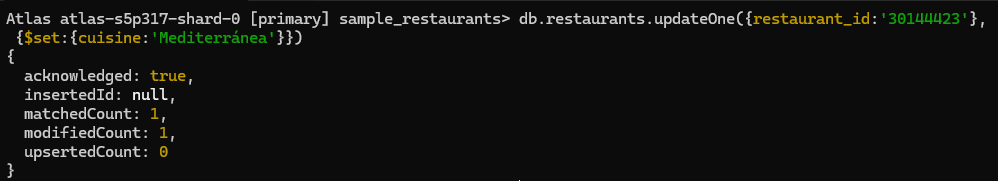 Atlas atlas-s5p317-shard-0 [primary] sample_restaurants> db.restaurants.updateOne({restaurant_id:'30144423'},
{$set:{cuisine:'Mediterránea'}})
{
  acknowledged: true,
  insertedId: null,
  matchedCount: 1,
  modifiedCount: 1,
  upsertedCount: 0
}